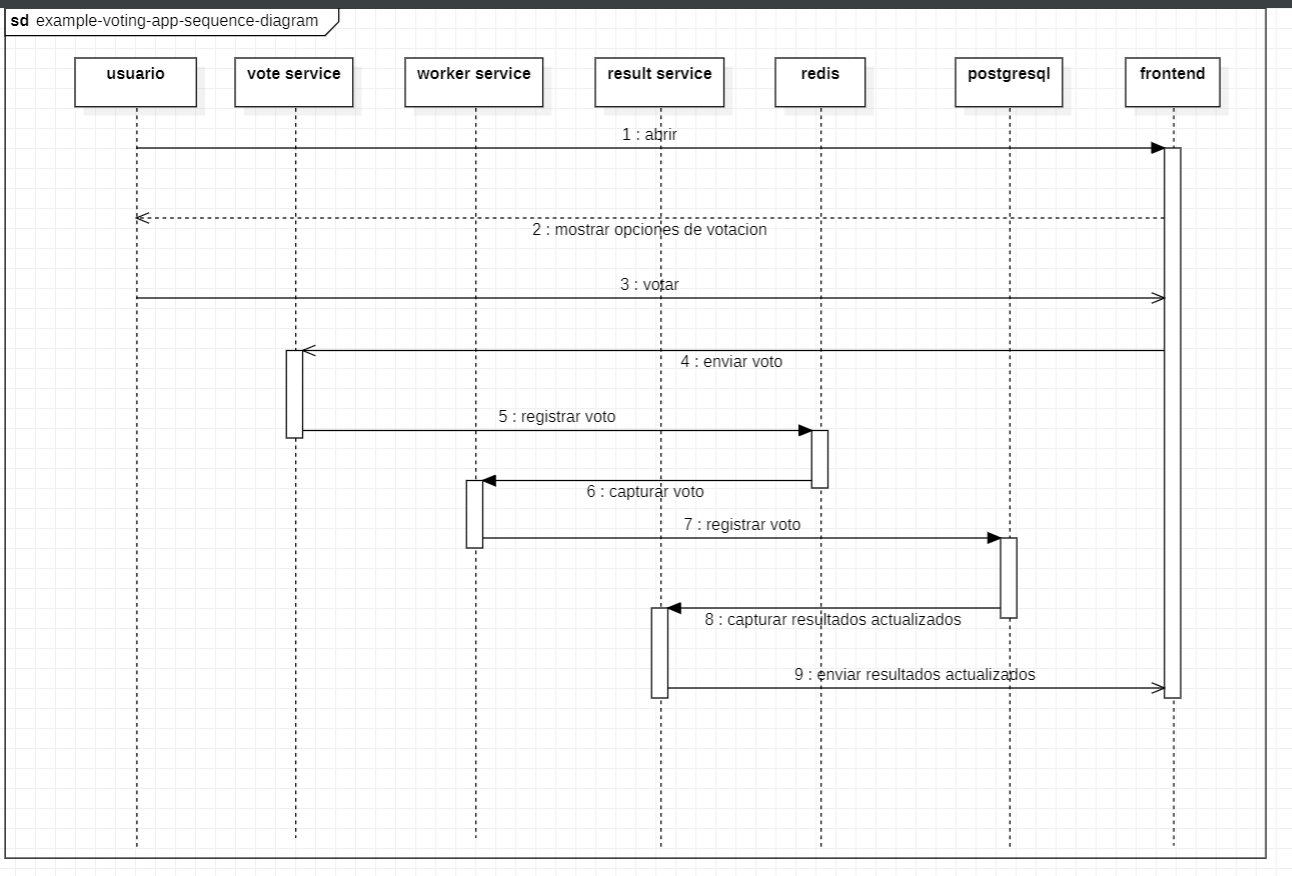 sd example-voting-app-sequence-diagram
usuario
vote service
worker service
result service
redis
postgresql
frontend
1 : abrir
2 : mostrar opciones de votacion
3 : votar
4 : enviar voto
5 : registrar voto
6 : capturar voto
7 : registrar voto
8 : capturar resultados actualizados
9 : enviar resultados actualizados